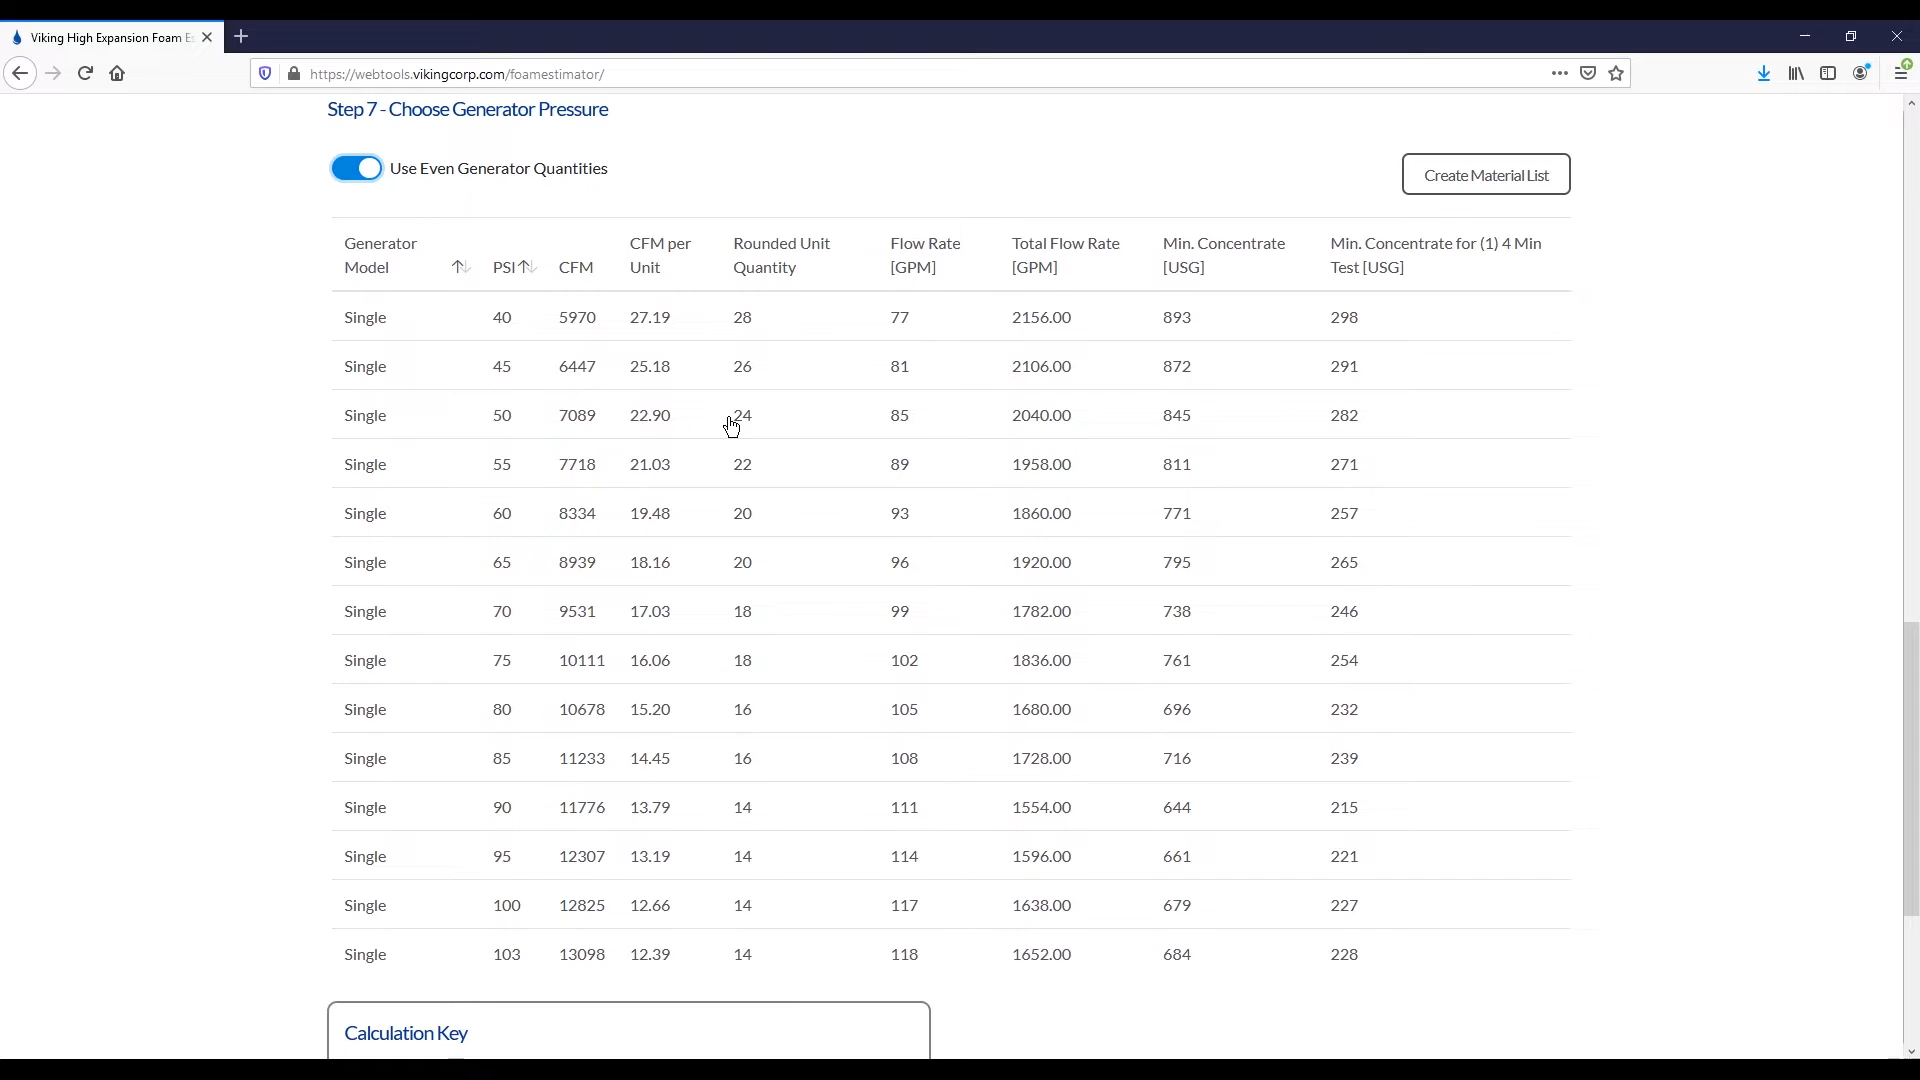 Viking High Expansion Foam Es
https://webtools.vikingcorp.com/foamestimator/
Step 7 - Choose Generator Pressure
Use Even Generator Quantities
Create Material List
Generator Model PSI CFM CFM per Unit Rounded Unit Quantity Flow Rate [GPM] Total Flow Rate [GPM] Min. Concentrate [USG] Min. Concentrate for (1) 4 Min Test [USG]
Single 40 5970 27.19 28 77 2156.00 893 298
Single 45 6447 25.18 26 81 2106.00 872 291
Single 50 7089 22.90 24 85 2040.00 845 282
Single 55 7718 21.03 22 89 1958.00 811 271
Single 60 8334 19.48 20 93 1860.00 771 257
Single 65 8939 18.16 20 96 1920.00 795 265
Single 70 9531 17.03 18 99 1782.00 738 246
Single 75 10111 16.06 18 102 1836.00 761 254
Single 80 10678 15.20 16 105 1680.00 696 232
Single 85 11233 14.45 16 108 1728.00 716 239
Single 90 11776 13.79 14 111 1554.00 644 215
Single 95 12307 13.19 14 114 1596.00 661 221
Single 100 12825 12.66 14 117 1638.00 679 227
Single 103 13098 12.39 14 118 1652.00 684 228
Calculation Key